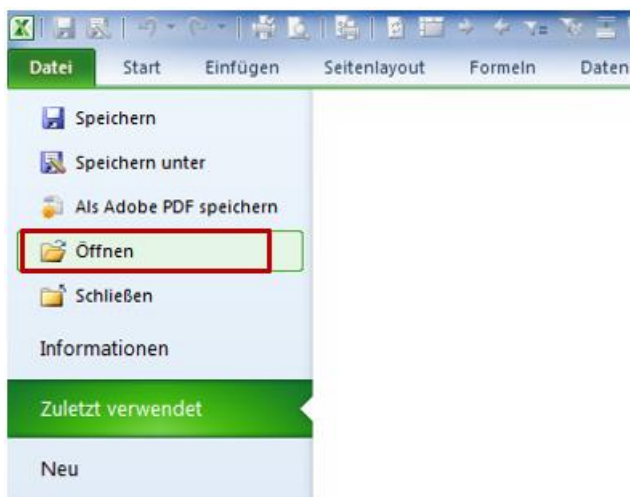 Datei Start Einfügen Seitenlayout Formeln Daten
Speichern
Speichern unter
Als Adobe PDF speichern
Öffnen
Schließen
Informationen
Zuletzt verwendet
Neu